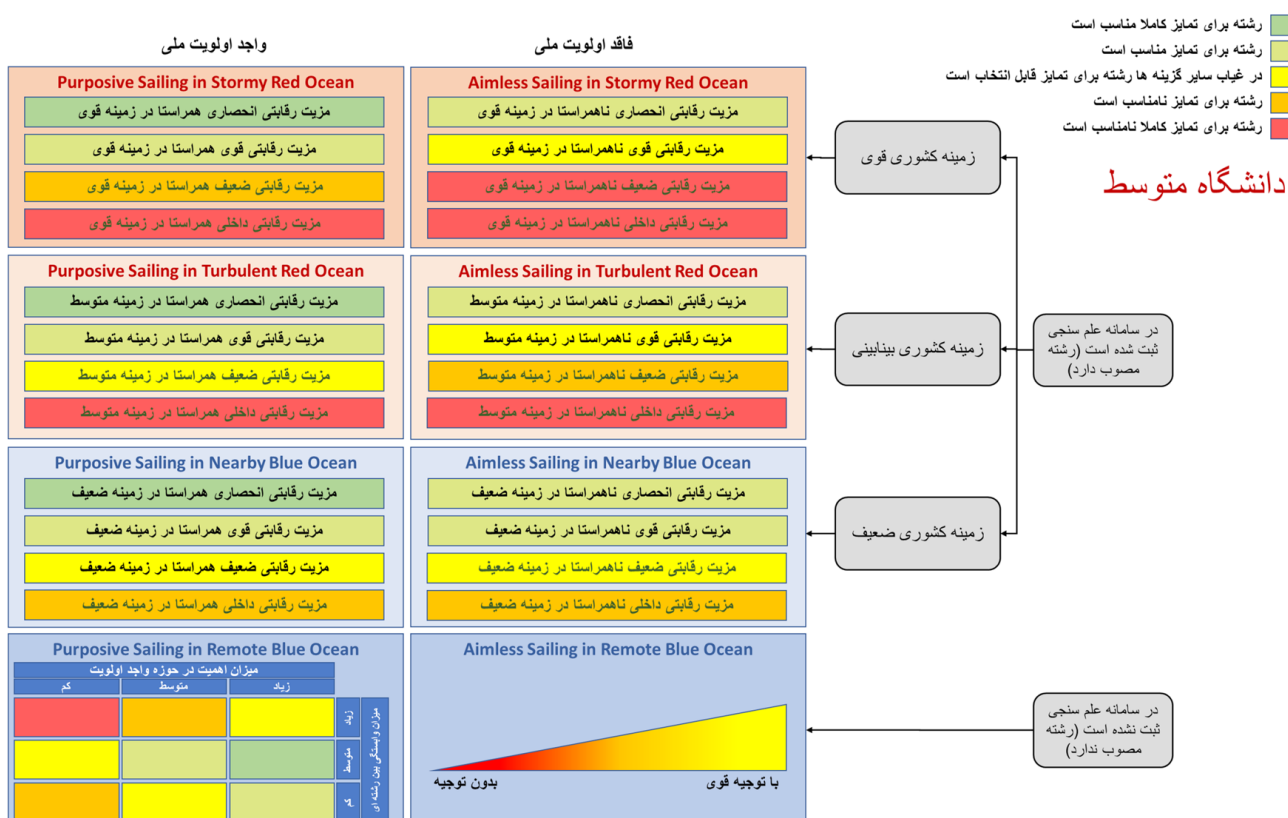 رشته برای تمایز کاملا مناسب است
رشته برای تمایز مناسب است
در غیاب سایر گزینه ها رشته برای تمایز قابل انتخاب است
رشته برای تمایز نامناسب است
رشته برای تمایز کاملا نامناسب است
دانشگاه متوسط
در سامانه علم سنجی
ثبت شده است (رشته
مصوب دارد)
در سامانه علم سنجی
ثبت نشده است (رشته
مصوب ندارد)
زمینه کشوری قوی
زمینه کشوری بینابینی
زمینه کشوری ضعیف
فاقد اولویت ملی
Aimless Sailing in Stormy Red Ocean
مزیت رقابتی انحصاری ناهمراستا در زمینه قوی
مزیت رقابتی قوی ناهمراستا در زمینه قوی
مزیت رقابتی ضعیف ناهمراستا در زمینه قوی
مزیت رقابتی داخلی ناهمراستا در زمینه قوی
Aimless Sailing in Turbulent Red Ocean
مزیت رقابتی انحصاری ناهمراستا در زمینه متوسط
مزیت رقابتی قوی ناهمراستا در زمینه متوسط
مزیت رقابتی ضعیف ناهمراستا در زمینه متوسط
مزیت رقابتی داخلی ناهمراستا در زمینه متوسط
Aimless Sailing in Nearby Blue Ocean
مزیت رقابتی انحصاری ناهمراستا در زمینه ضعیف
مزیت رقابتی قوی ناهمراستا در زمینه ضعیف
مزیت رقابتی ضعیف ناهمراستا در زمینه ضعیف
مزیت رقابتی داخلی ناهمراستا در زمینه ضعیف
Aimless Sailing in Remote Blue Ocean
با توجیه قوی
بدون توجیه
واجد اولویت ملی
Purposive Sailing in Stormy Red Ocean
مزیت رقابتی انحصاری همراستا در زمینه قوی
مزیت رقابتی قوی همراستا در زمینه قوی
مزیت رقابتی ضعیف همراستا در زمینه قوی
مزیت رقابتی داخلی همراستا در زمینه قوی
Purposive Sailing in Turbulent Red Ocean
مزیت رقابتی انحصاری همراستا در زمینه متوسط
مزیت رقابتی قوی همراستا در زمینه متوسط
مزیت رقابتی ضعیف همراستا در زمینه متوسط
مزیت رقابتی داخلی همراستا در زمینه متوسط
Purposive Sailing in Nearby Blue Ocean
مزیت رقابتی انحصاری همراستا در زمینه ضعیف
مزیت رقابتی قوی همراستا در زمینه ضعیف
مزیت رقابتی ضعیف همراستا در زمینه ضعیف
مزیت رقابتی داخلی همراستا در زمینه ضعیف
Purposive Sailing in Remote Blue Ocean
میزان اهمیت در حوزه واجد اولویت
زیاد
متوسط
کم
میزان وابستگی بین رشته ای
زیاد
متوسط
کم